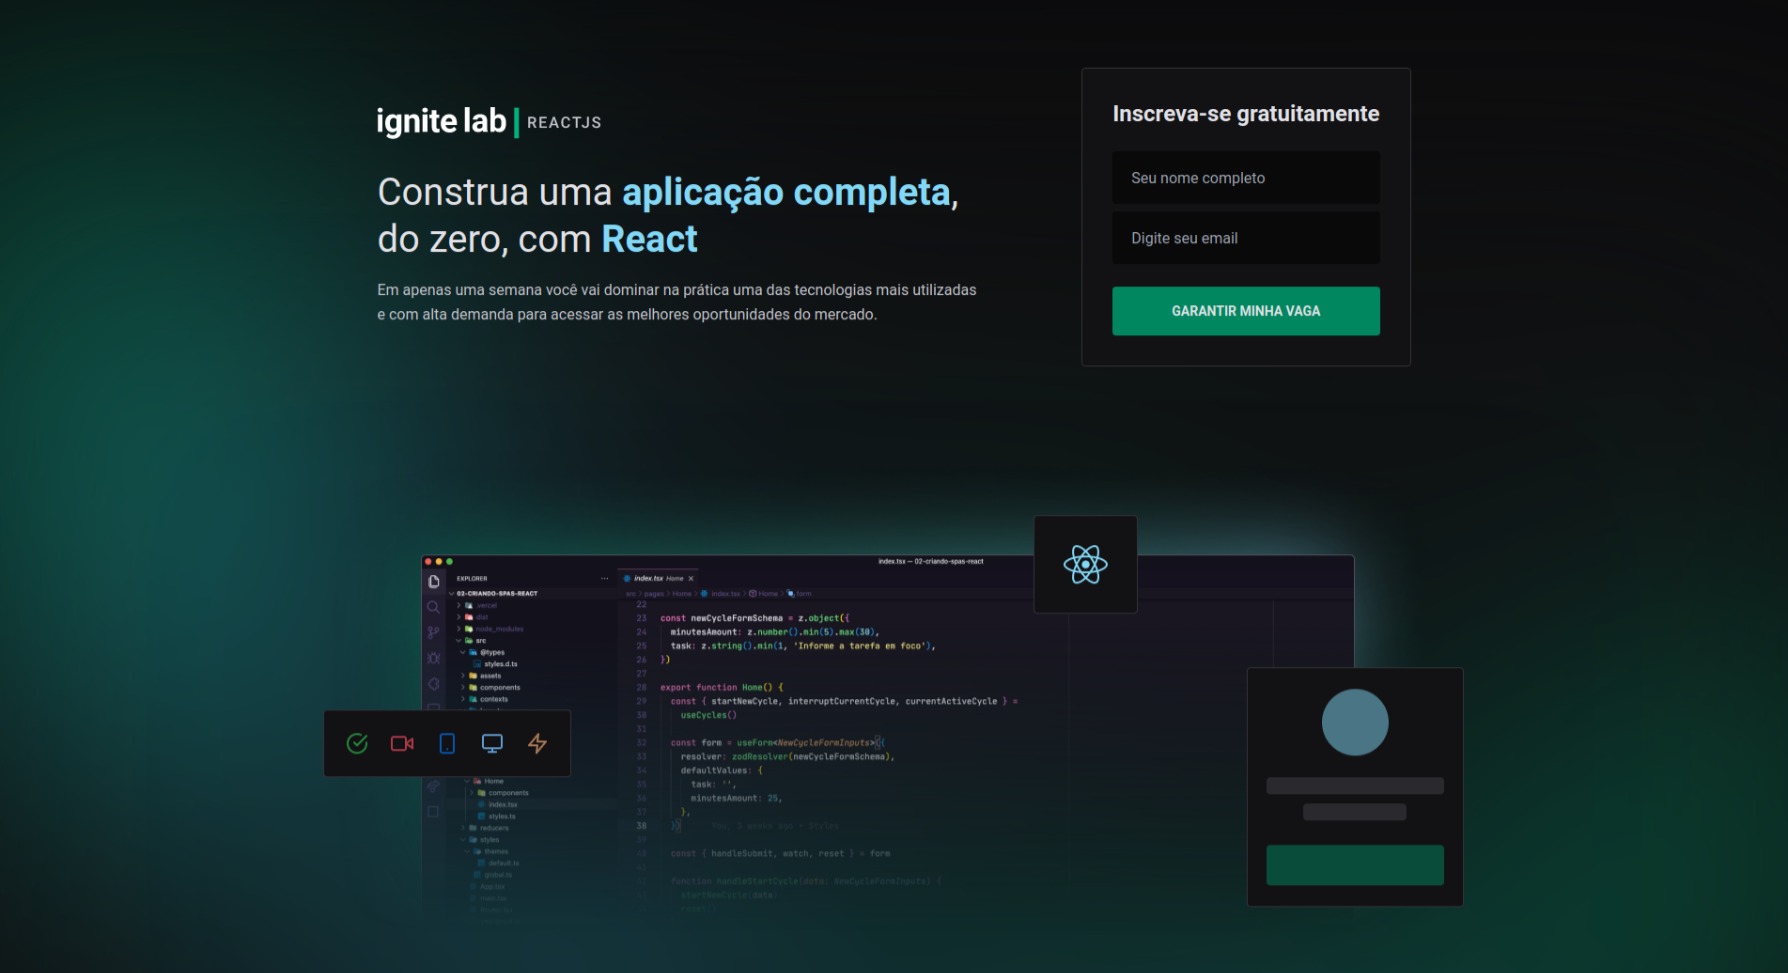 ignite lab | REACTJS
Construa uma aplicação completa,
do zero, com React
Em apenas uma semana você vai dominar na prática uma das tecnologias mais utilizadas
e com alta demanda para acessar as melhores oportunidades do mercado.
Inscreva-se gratuitamente
Seu nome completo
Digite seu email
GARANTIR MINHA VAGA
index.tsx — 02-criando-spas-react
EXPLORER ...
02-CRIANDO-SPAS-REACT
.vercel
dist
node_modules
src
@types
styles.d.ts
assets
components
contexts
Home
components
index.tsx
styles.ts
reducers
styles
themes
default.ts
global.ts
App.tsx
index.tsx Home
src > pages > Home > index.tsx > Home > form
22
23 const newCycleFormSchema = z.object({
24 minutesAmount: z.number().min(5).max(30),
25 task: z.string().min(1, 'Informe a tarefa em foco'),
26 })
27
28 export function Home() {
29 const { startNewCycle, interruptCurrentCycle, currentActiveCycle } =
30 useCycles()
31
32 const form = useForm<NewCycleFormInputs>({
33 resolver: zodResolver(newCycleFormSchema),
34 defaultValues: {
35 task: '',
36 minutesAmount: 25,
37 },
38 })
39
40 const { handleSubmit, watch, reset } = form
41
42 function handleStartCycle(data: NewCycleFormInputs) {
startNewCycle(data)
reset()